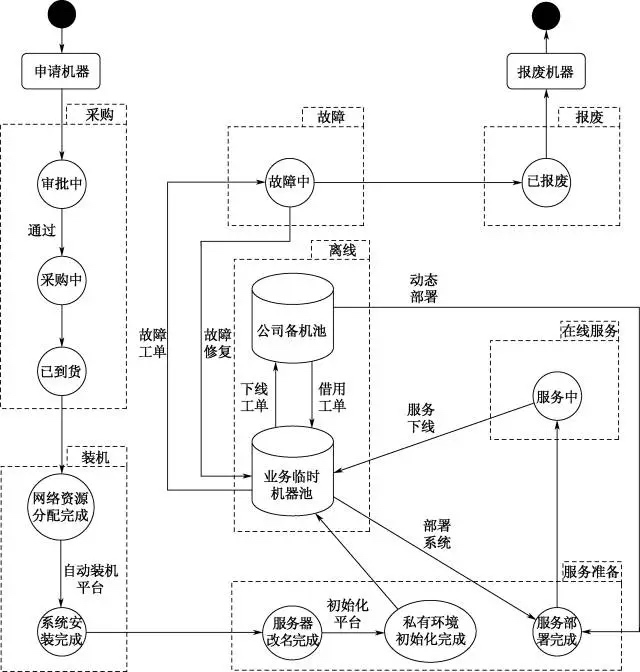 申请机器
报废机器
采购
故障
报废
审批中
故障中
已报废
通过
采购中
离线
动态
部署
公司备机池
在线服务
故障
工单
故障
修复
已到货
下线
工单
借用
工单
服务中
服务
下线
装机
业务临时
机器池
网络资源
分配完成
部署
系统
自动装机
平台
服务准备
系统安
装完成
服务器
改名完成
初始化
平台
私有环境
初始化完成
服务部
署完成